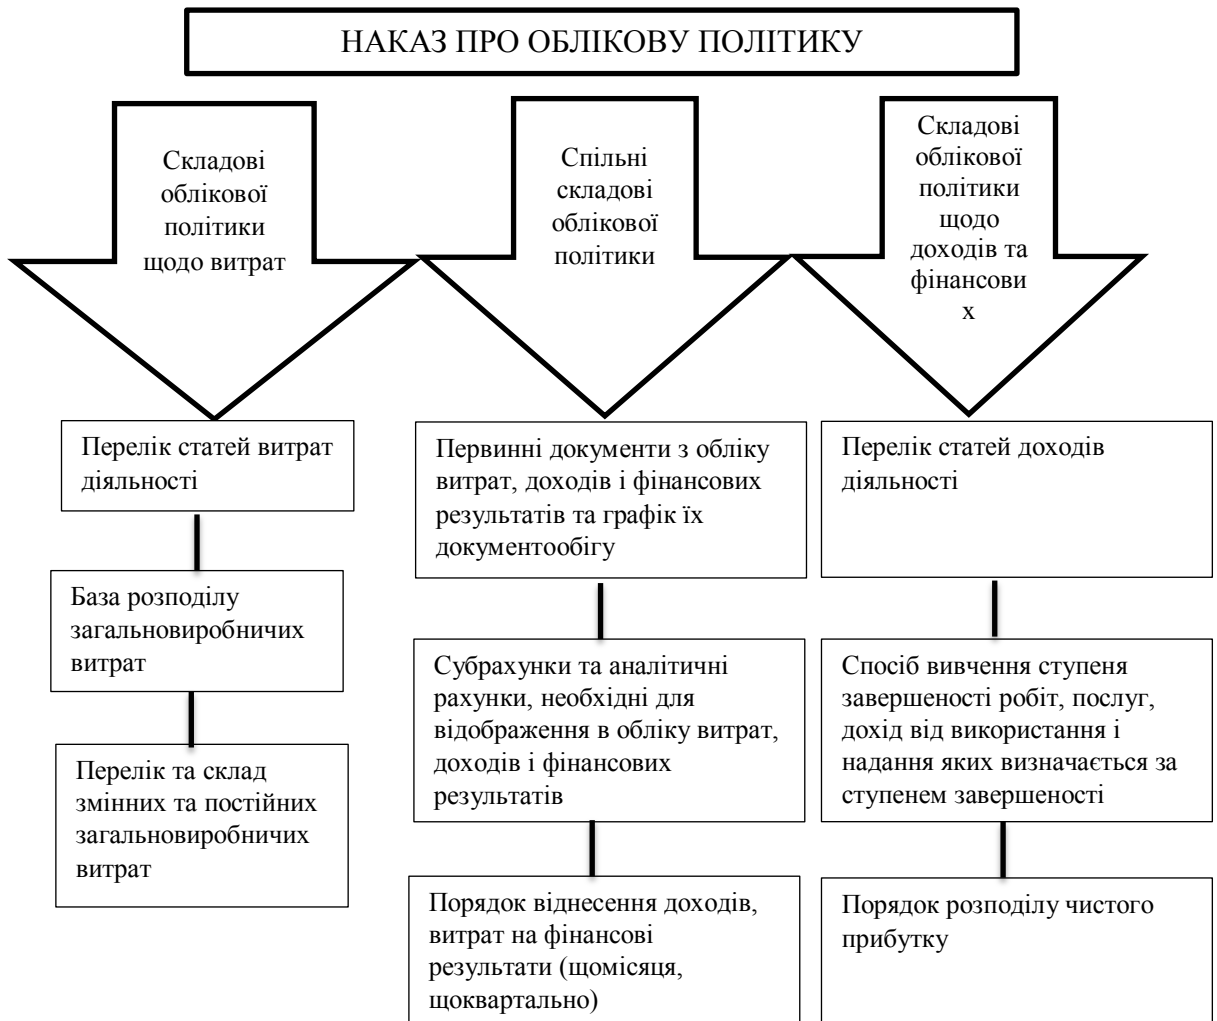 НАКАЗ ПРО ОБЛІКОВУ ПОЛІТИКУ
Складові
облікової
політики
щодо витрат
Спільні
складові
облікової
політики
Складові
облікової
політики
щодо
доходів та
фінансови
х
Перелік статей витрат
діяльності
База розподілу
загальновиробничих
витрат
Перелік та склад
змінних та постійних
загальновиробничих
витрат
Первинні документи з обліку
витрат, доходів і фінансових
результатів та графік їх
документообігу
Субрахунки та аналітичні
рахунки, необхідні для
відображення в обліку витрат,
доходів і фінансових
результатів
Порядок віднесення доходів,
витрат на фінансові
результати (щомісяця,
щоквартально)
Перелік статей доходів
діяльності
Спосіб вивчення ступеня
завершеності робіт, послуг,
дохід від використання і
надання яких визначається за
ступенем завершеності
Порядок розподілу чистого
прибутку